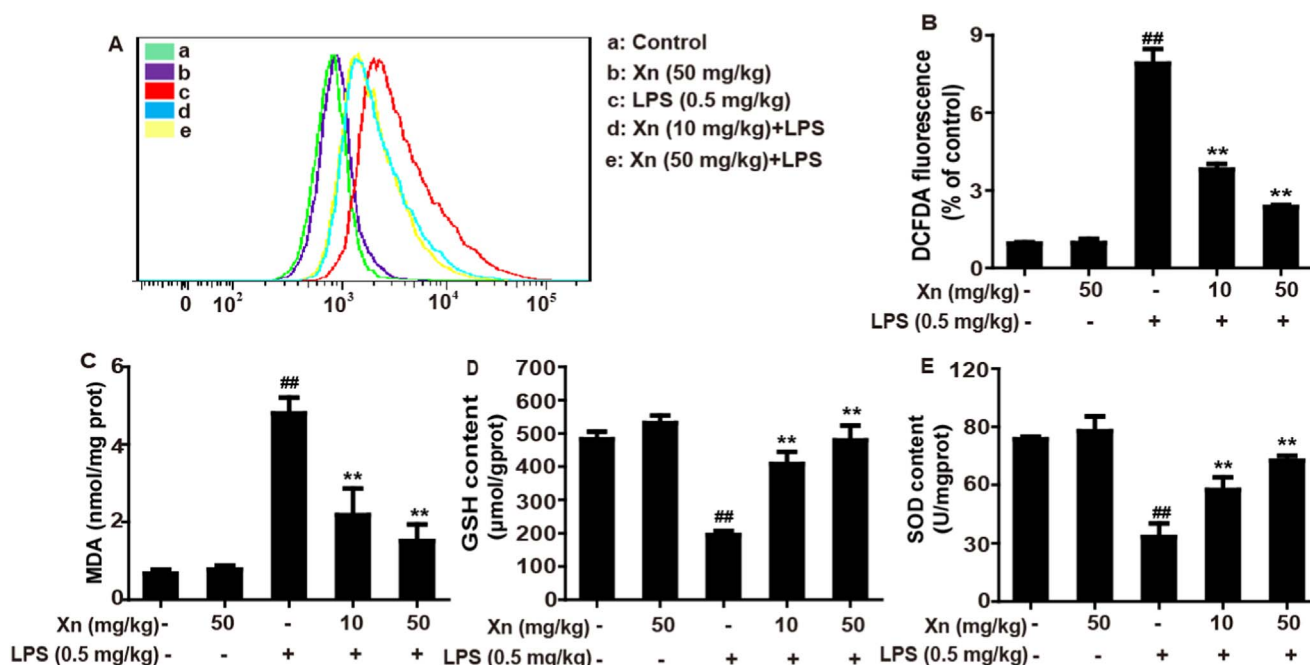 A
a
b
c
d
e
0 10² 10³ 10⁴ 10⁵
a: Control
b: Xn (50 mg/kg)
c: LPS (0.5 mg/kg)
d: Xn (10 mg/kg)+LPS
e: Xn (50 mg/kg)+LPS
B
DCFDA fluorescence
(% of control)
9
6
3
0
##
**
**
Xn (mg/kg) - 50 - 10 50
LPS (0.5 mg/kg) - - + + +
C
MDA (nmol/mg prot)
6
4
2
0
##
**
**
Xn (mg/kg) - 50 - 10 50
LPS (0.5 mg/kg) - - + + +
D
GSH content
(μmol/gprot)
700
600
500
400
300
200
100
0
##
**
**
Xn (mg/kg) - 50 - 10 50
LPS (0.5 mg/kg) - - + + +
E
SOD content
(U/mgprot)
120
80
60
30
0
##
**
**
Xn (mg/kg) - 50 - 10 50
LPS (0.5 mg/kg) - - + + +